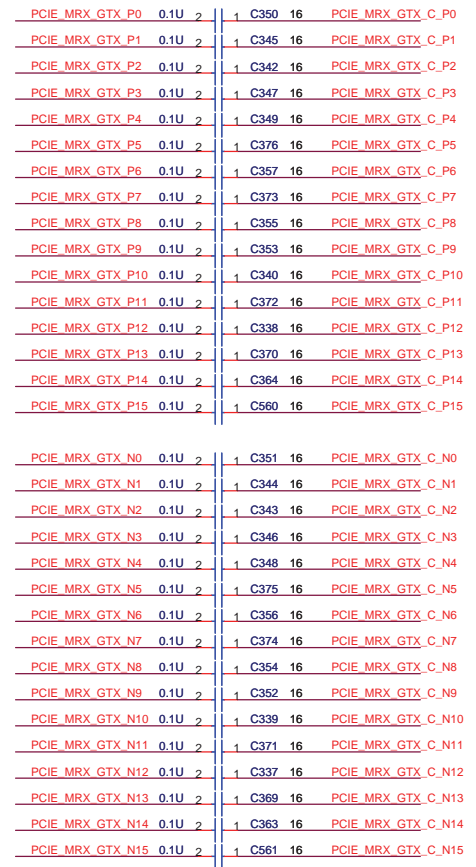 PCIE_MRX_GTX_P0 0.1U 2 1 C350 16 PCIE_MRX_GTX_C_P0
PCIE_MRX_GTX_P1 0.1U 2 1 C345 16 PCIE_MRX_GTX_C_P1
PCIE_MRX_GTX_P2 0.1U 2 1 C342 16 PCIE_MRX_GTX_C_P2
PCIE_MRX_GTX_P3 0.1U 2 1 C347 16 PCIE_MRX_GTX_C_P3
PCIE_MRX_GTX_P4 0.1U 2 1 C349 16 PCIE_MRX_GTX_C_P4
PCIE_MRX_GTX_P5 0.1U 2 1 C376 16 PCIE_MRX_GTX_C_P5
PCIE_MRX_GTX_P6 0.1U 2 1 C357 16 PCIE_MRX_GTX_C_P6
PCIE_MRX_GTX_P7 0.1U 2 1 C373 16 PCIE_MRX_GTX_C_P7
PCIE_MRX_GTX_P8 0.1U 2 1 C355 16 PCIE_MRX_GTX_C_P8
PCIE_MRX_GTX_P9 0.1U 2 1 C353 16 PCIE_MRX_GTX_C_P9
PCIE_MRX_GTX_P10 0.1U 2 1 C340 16 PCIE_MRX_GTX_C_P10
PCIE_MRX_GTX_P11 0.1U 2 1 C372 16 PCIE_MRX_GTX_C_P11
PCIE_MRX_GTX_P12 0.1U 2 1 C338 16 PCIE_MRX_GTX_C_P12
PCIE_MRX_GTX_P13 0.1U 2 1 C370 16 PCIE_MRX_GTX_C_P13
PCIE_MRX_GTX_P14 0.1U 2 1 C364 16 PCIE_MRX_GTX_C_P14
PCIE_MRX_GTX_P15 0.1U 2 1 C560 16 PCIE_MRX_GTX_C_P15
PCIE_MRX_GTX_N0 0.1U 2 1 C351 16 PCIE_MRX_GTX_C_N0
PCIE_MRX_GTX_N1 0.1U 2 1 C344 16 PCIE_MRX_GTX_C_N1
PCIE_MRX_GTX_N2 0.1U 2 1 C343 16 PCIE_MRX_GTX_C_N2
PCIE_MRX_GTX_N3 0.1U 2 1 C346 16 PCIE_MRX_GTX_C_N3
PCIE_MRX_GTX_N4 0.1U 2 1 C348 16 PCIE_MRX_GTX_C_N4
PCIE_MRX_GTX_N5 0.1U 2 1 C375 16 PCIE_MRX_GTX_C_N5
PCIE_MRX_GTX_N6 0.1U 2 1 C356 16 PCIE_MRX_GTX_C_N6
PCIE_MRX_GTX_N7 0.1U 2 1 C374 16 PCIE_MRX_GTX_C_N7
PCIE_MRX_GTX_N8 0.1U 2 1 C354 16 PCIE_MRX_GTX_C_N8
PCIE_MRX_GTX_N9 0.1U 2 1 C352 16 PCIE_MRX_GTX_C_N9
PCIE_MRX_GTX_N10 0.1U 2 1 C339 16 PCIE_MRX_GTX_C_N10
PCIE_MRX_GTX_N11 0.1U 2 1 C371 16 PCIE_MRX_GTX_C_N11
PCIE_MRX_GTX_N12 0.1U 2 1 C337 16 PCIE_MRX_GTX_C_N12
PCIE_MRX_GTX_N13 0.1U 2 1 C369 16 PCIE_MRX_GTX_C_N13
PCIE_MRX_GTX_N14 0.1U 2 1 C363 16 PCIE_MRX_GTX_C_N14
PCIE_MRX_GTX_N15 0.1U 2 1 C561 16 PCIE_MRX_GTX_C_N15